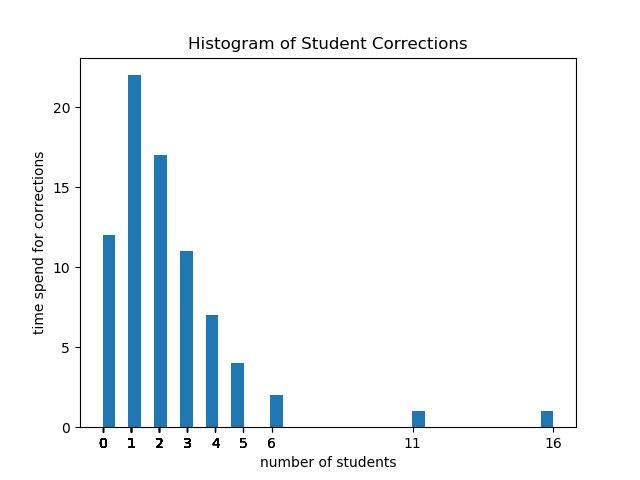 Histogram of Student Corrections
time spend for corrections
20
15
10
5
0
0 1 2 3 4 5 6 11 16
number of students